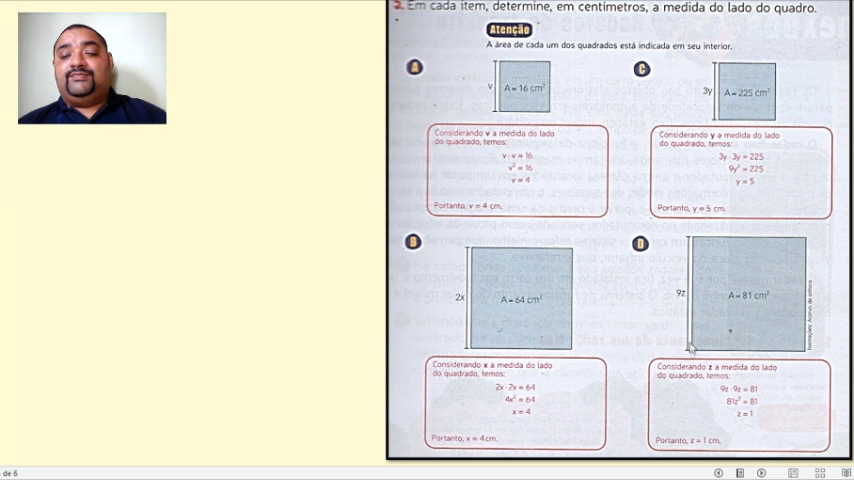 2. Em cada item, determine, em centímetros, a medida do lado do quadro.
Atenção
A área de cada um dos quadrados está indicada em seu interior.
A
v
A = 16 cm²
Considerando v a medida do lado
do quadrado, temos:
v · v = 16
v² = 16
v = 4
Portanto, v = 4 cm.
C
3y
A = 225 cm²
Considerando y a medida do lado
do quadrado, temos:
3y · 3y = 225
9y² = 225
y = 5
Portanto, y = 5 cm.
B
2x
A = 64 cm²
Considerando x a medida do lado
do quadrado, temos:
2x · 2x = 64
4x² = 64
x = 4
Portanto, x = 4cm.
D
9z
A = 81 cm²
Ilustrações: Acervo da editora
Considerando z a medida do lado
do quadrado, temos:
9z · 9z = 81
81z² = 81
z = 1
Portanto, z = 1 cm.
de 6